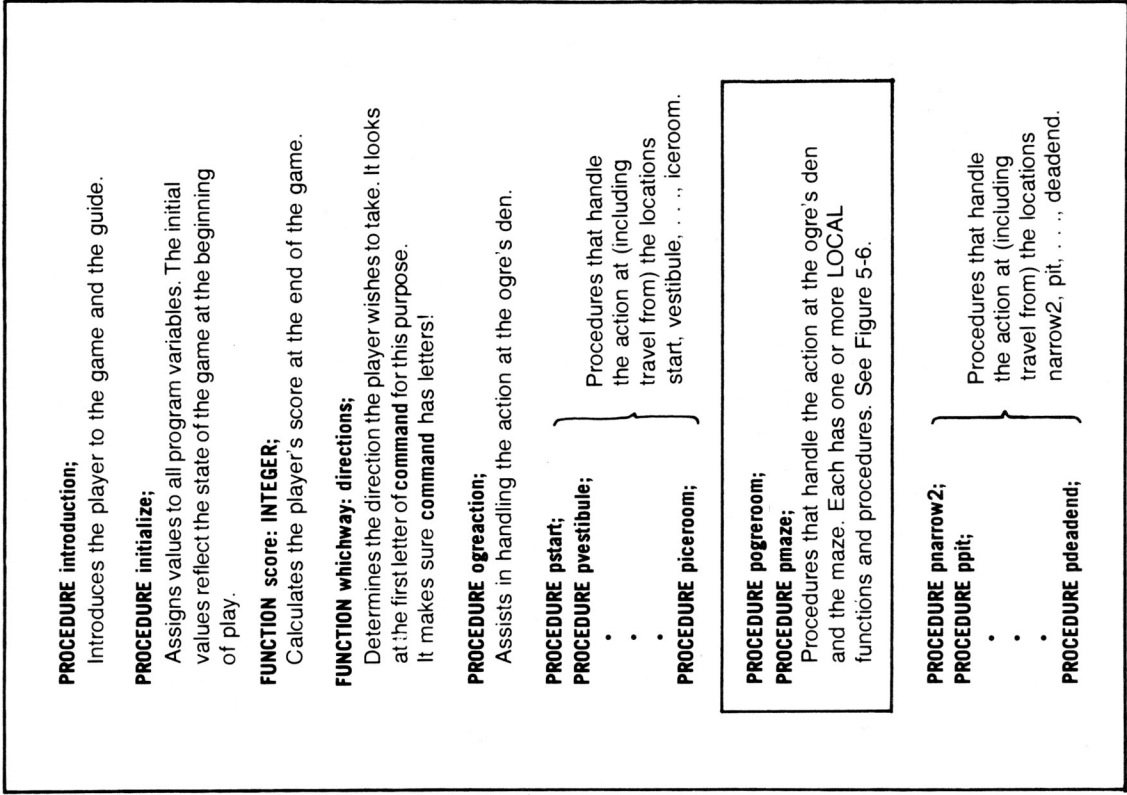 PROCEDURE introduction;
Introduces the player to the game and the guide.
PROCEDURE initialize;
Assigns values to all program variables. The initial
values reflect the state of the game at the beginning
of play.
FUNCTION score: INTEGER;
Calculates the player's score at the end of the game.
FUNCTION whichway: directions;
Determines the direction the player wishes to take. It looks
at the first letter of command for this purpose.
It makes sure command has letters!
PROCEDURE ogreaction;
Assists in handling the action at the ogre's den.
PROCEDURE pstart;
PROCEDURE pvestibule;
.
.
.
PROCEDURE piceroom;
Procedures that handle
the action at (including
travel from) the locations
start, vestibule, . . ., iceroom.
PROCEDURE pogreroom;
PROCEDURE pmaze;
Procedures that handle the action at the ogre's den
and the maze. Each has one or more LOCAL
functions and procedures. See Figure 5-6.
PROCEDURE pnarrow2;
PROCEDURE ppit;
.
.
.
PROCEDURE pdeadend;
Procedures that handle
the action at (including
travel from) the locations
narrow2, pit, . . ., deadend.